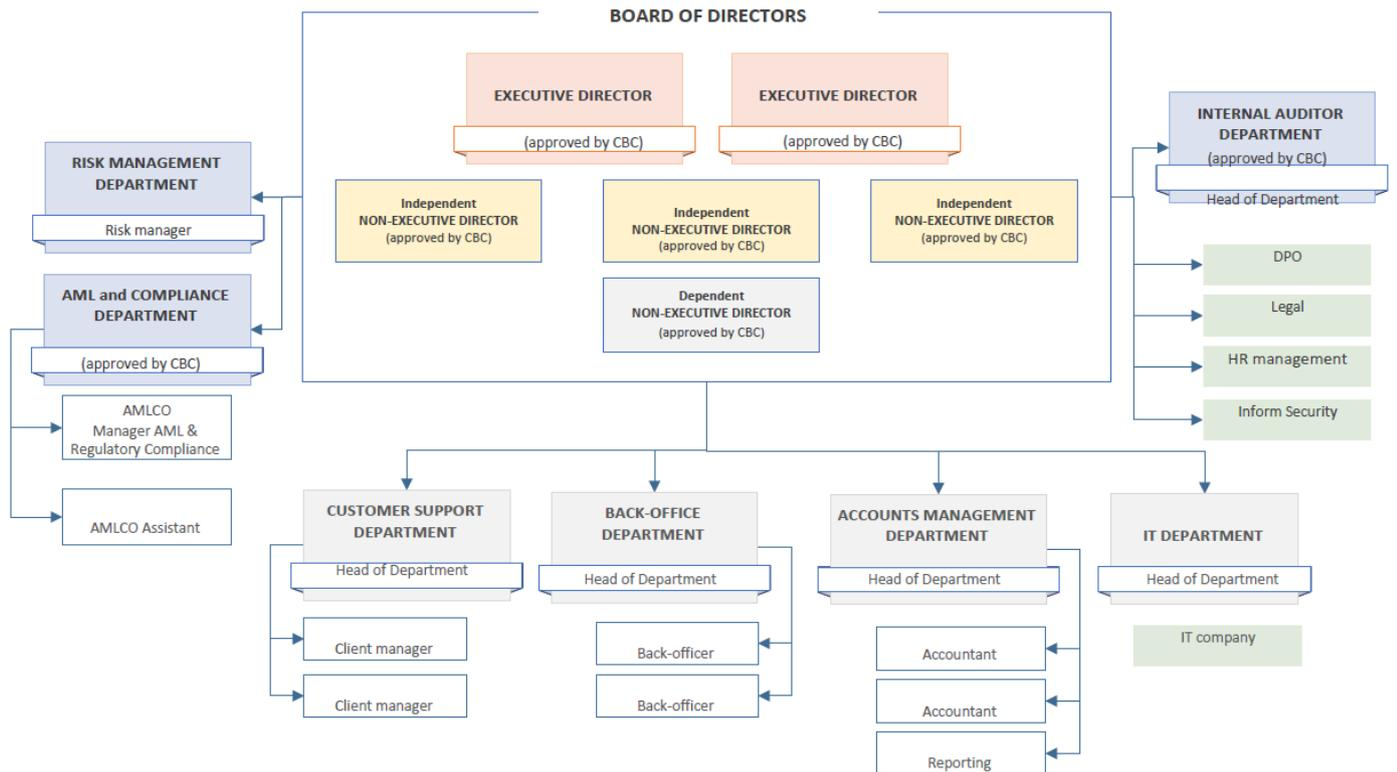 BOARD OF DIRECTORS
EXECUTIVE DIRECTOR
(approved by CBC)
EXECUTIVE DIRECTOR
(approved by CBC)
Independent
NON-EXECUTIVE DIRECTOR
(approved by CBC)
Independent
NON-EXECUTIVE DIRECTOR
(approved by CBC)
Independent
NON-EXECUTIVE DIRECTOR
(approved by CBC)
Dependent
NON-EXECUTIVE DIRECTOR
(approved by CBC)
RISK MANAGEMENT
DEPARTMENT
Risk manager
AML and COMPLIANCE
DEPARTMENT
(approved by CBC)
AMLCO
Manager AML &
Regulatory Compliance
AMLCO Assistant
INTERNAL AUDITOR
DEPARTMENT
(approved by CBC)
Head of Department
DPO
Legal
HR management
Inform Security
CUSTOMER SUPPORT
DEPARTMENT
Head of Department
Client manager
Client manager
BACK-OFFICE
DEPARTMENT
Head of Department
Back-officer
Back-officer
ACCOUNTS MANAGEMENT
DEPARTMENT
Head of Department
Accountant
Accountant
Reporting
IT DEPARTMENT
Head of Department
IT company